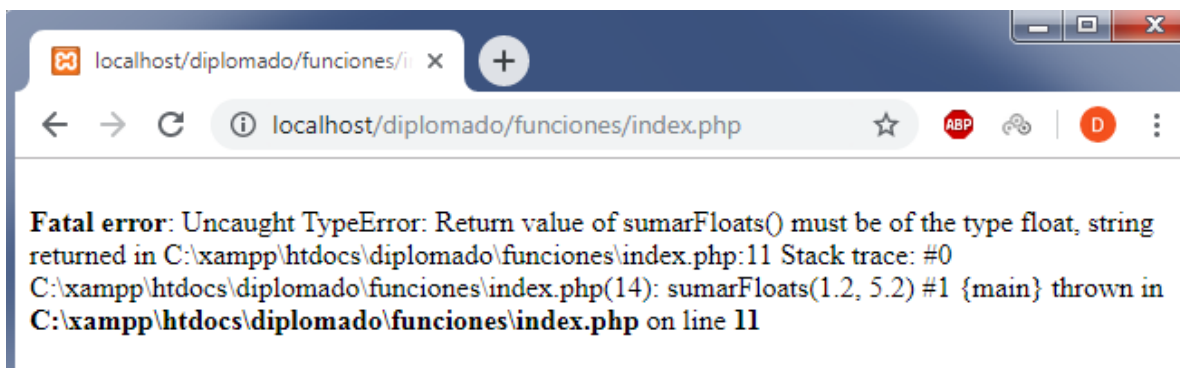 localhost/diplomado/funciones/i
localhost/diplomado/funciones/index.php
ABP
D
Fatal error: Uncaught TypeError: Return value of sumarFloats() must be of the type float, string
returned in C:\xampp\htdocs\diplomado\funciones\index.php:11 Stack trace: #0
C:\xampp\htdocs\diplomado\funciones\index.php(14): sumarFloats(1.2, 5.2) #1 {main} thrown in
C:\xampp\htdocs\diplomado\funciones\index.php on line 11